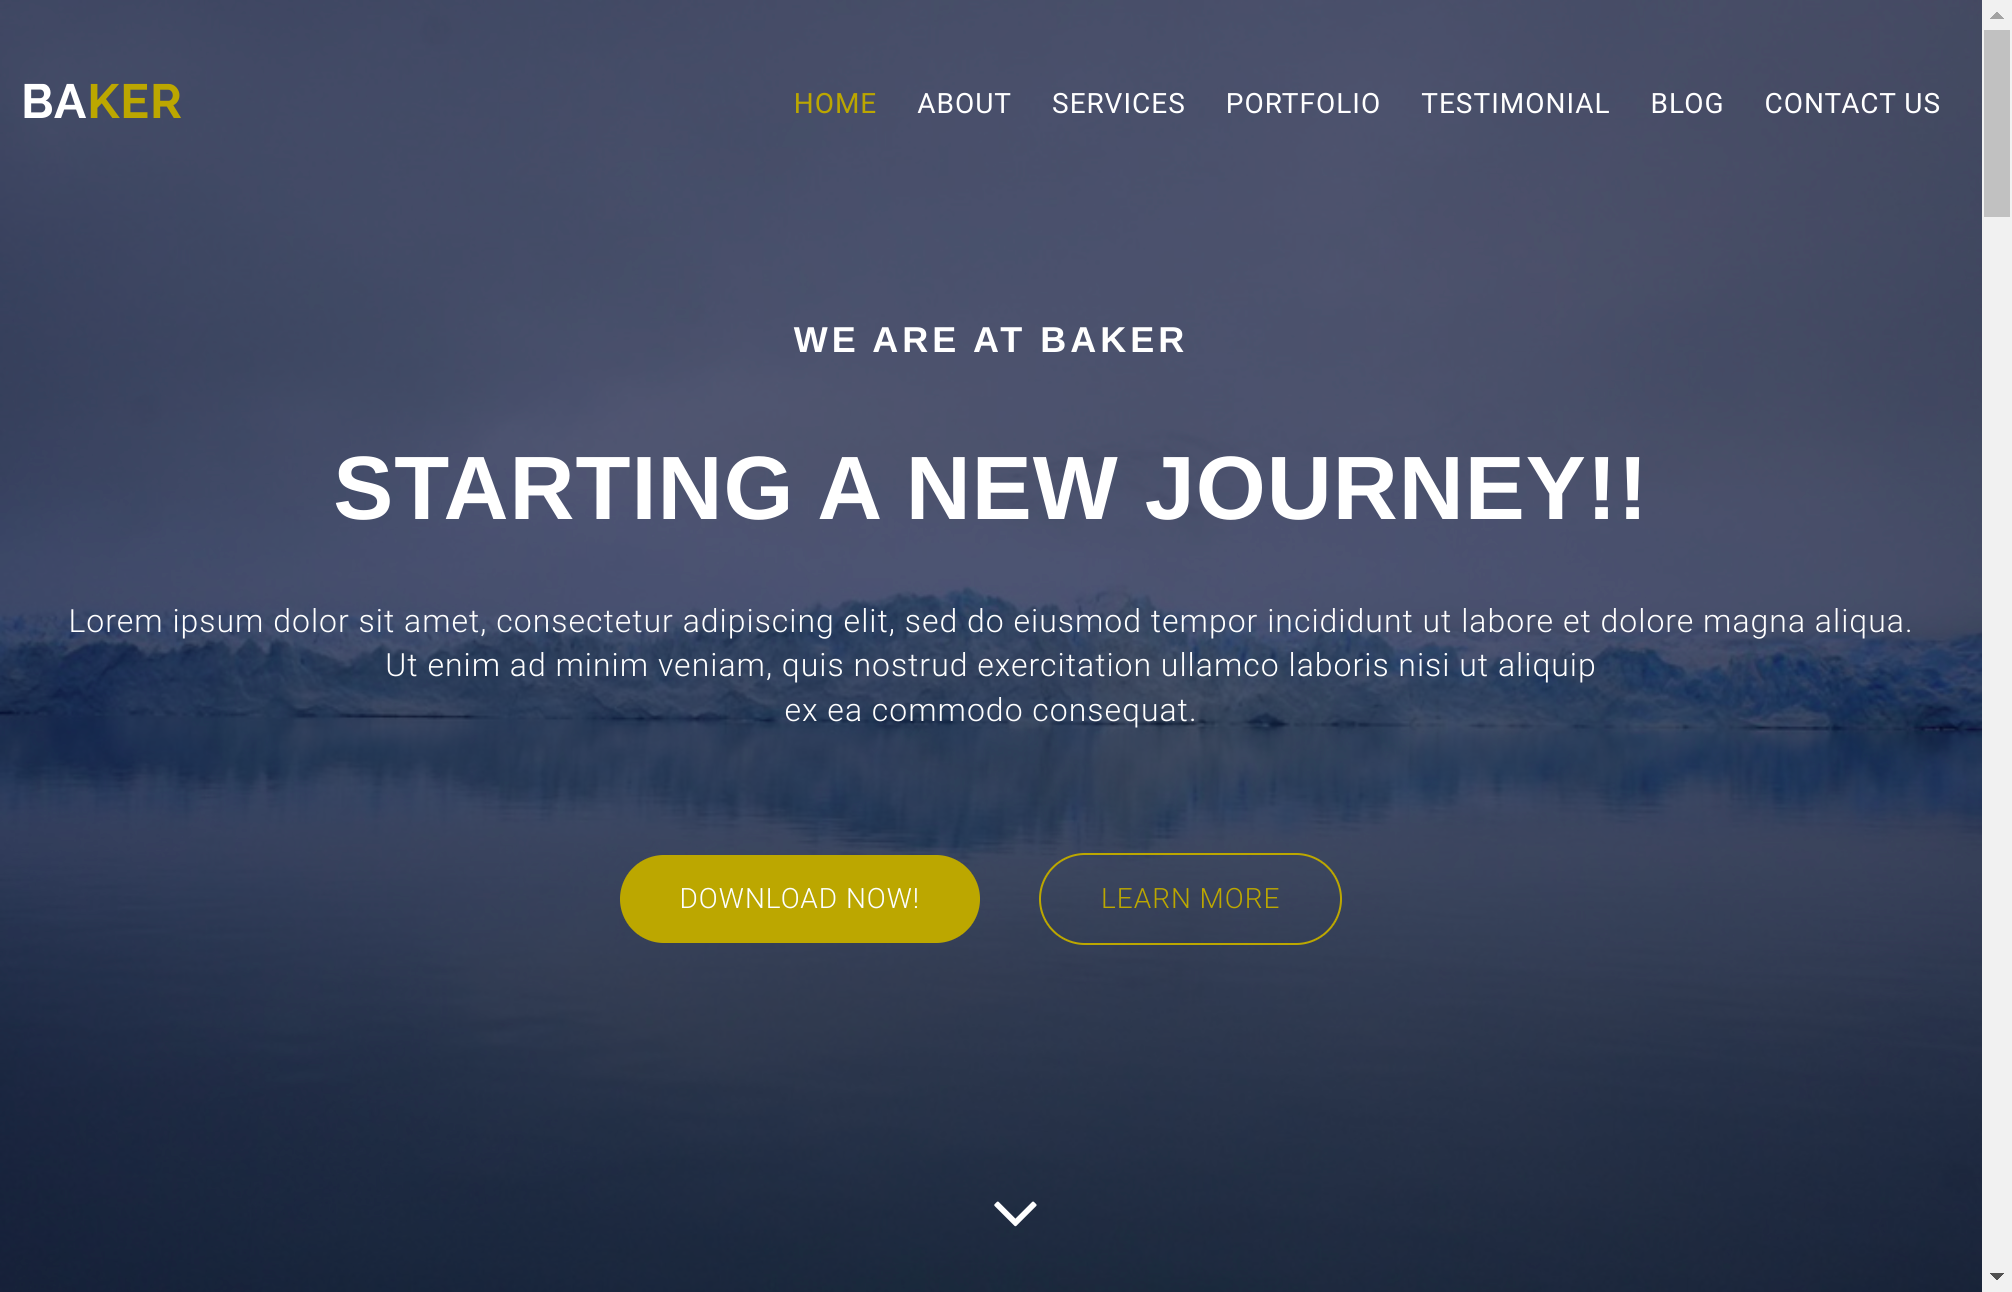 BAKER
HOME ABOUT SERVICES PORTFOLIO TESTIMONIAL BLOG CONTACT US
WE ARE AT BAKER
STARTING A NEW JOURNEY!!
Lorem ipsum dolor sit amet, consectetur adipiscing elit, sed do eiusmod tempor incididunt ut labore et dolore magna aliqua.
Ut enim ad minim veniam, quis nostrud exercitation ullamco laboris nisi ut aliquip
ex ea commodo consequat.
DOWNLOAD NOW! LEARN MORE